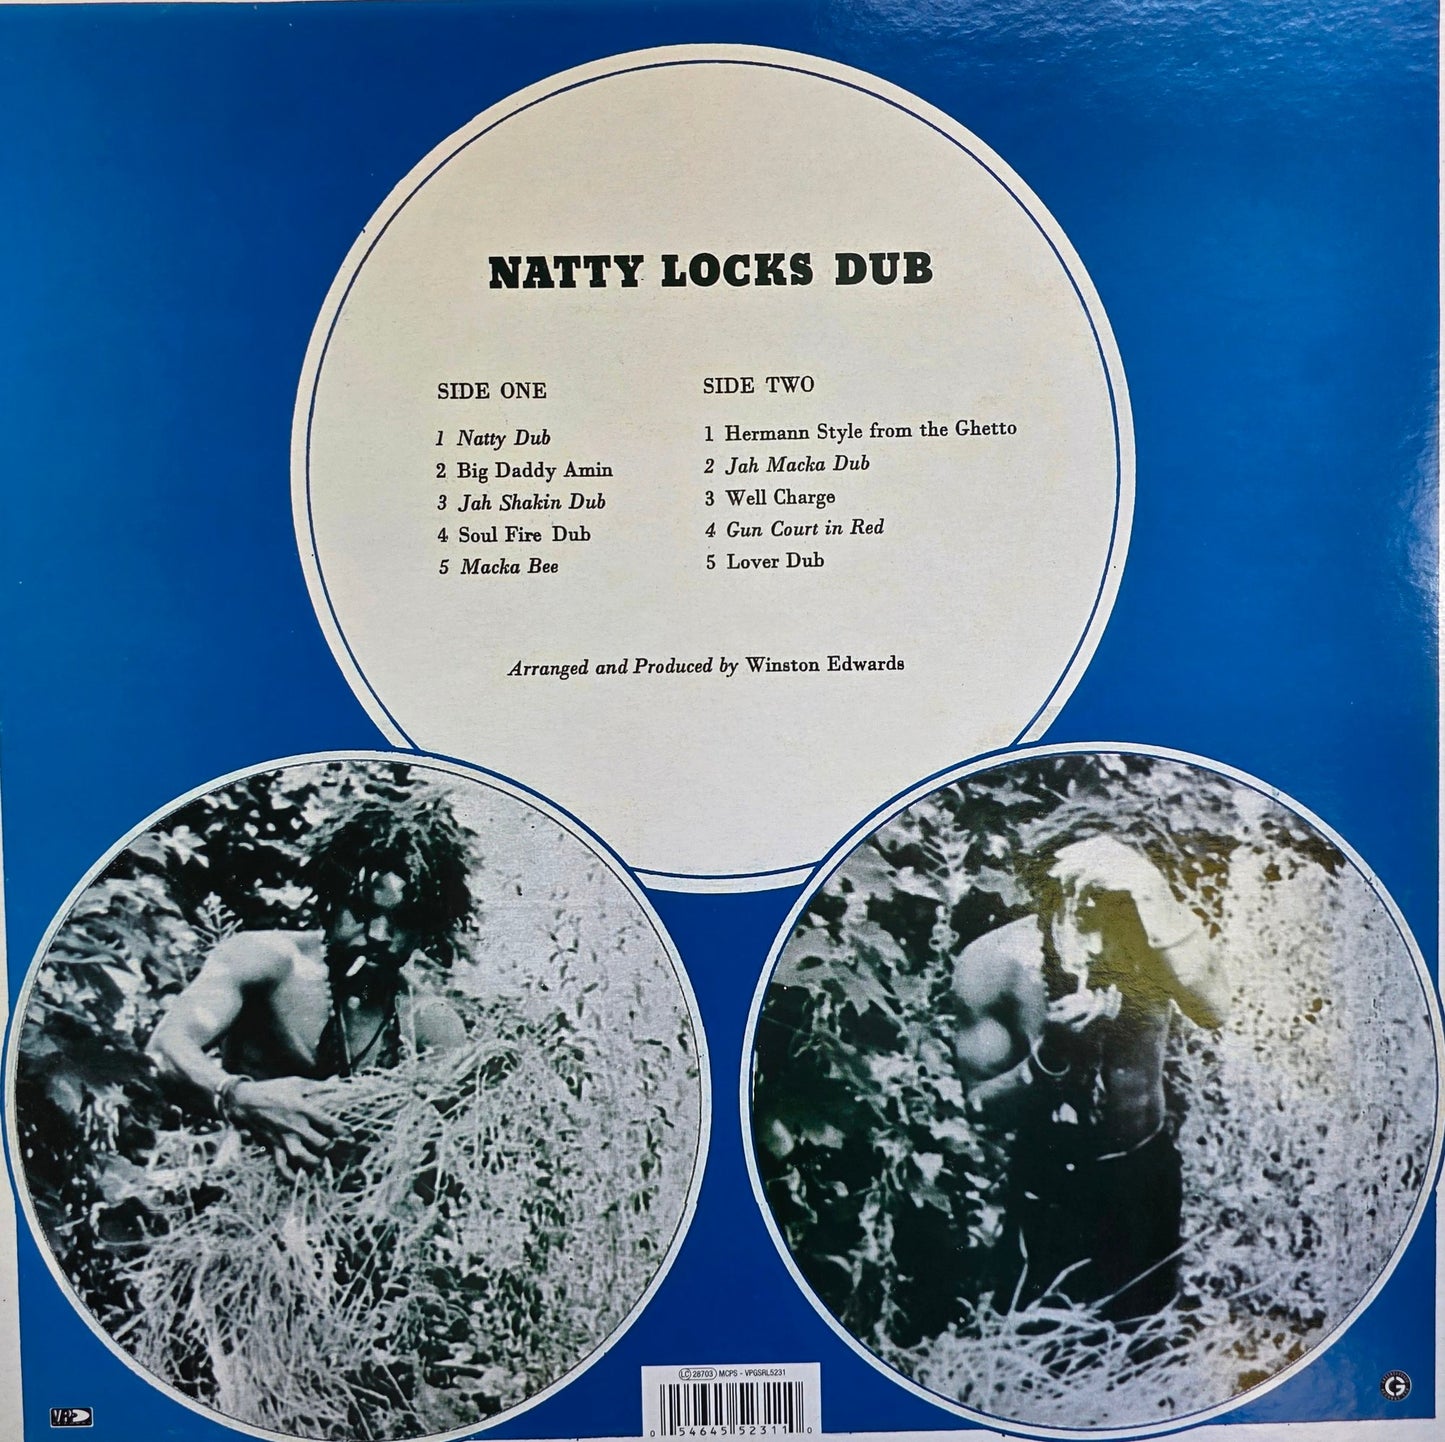 NATTY LOCKS DUB
SIDE ONE
1 Natty Dub
2 Big Daddy Amin
3 Jah Shakin Dub
4 Soul Fire Dub
5 Macka Bee
SIDE TWO
1 Hermann Style from the Ghetto
2 Jah Macka Dub
3 Well Charge
4 Gun Court in Red
5 Lover Dub
Arranged and Produced by Winston Edwards
LC 28703 MCPS - VPGSRL5231
0 54645 52311 0
VP
G